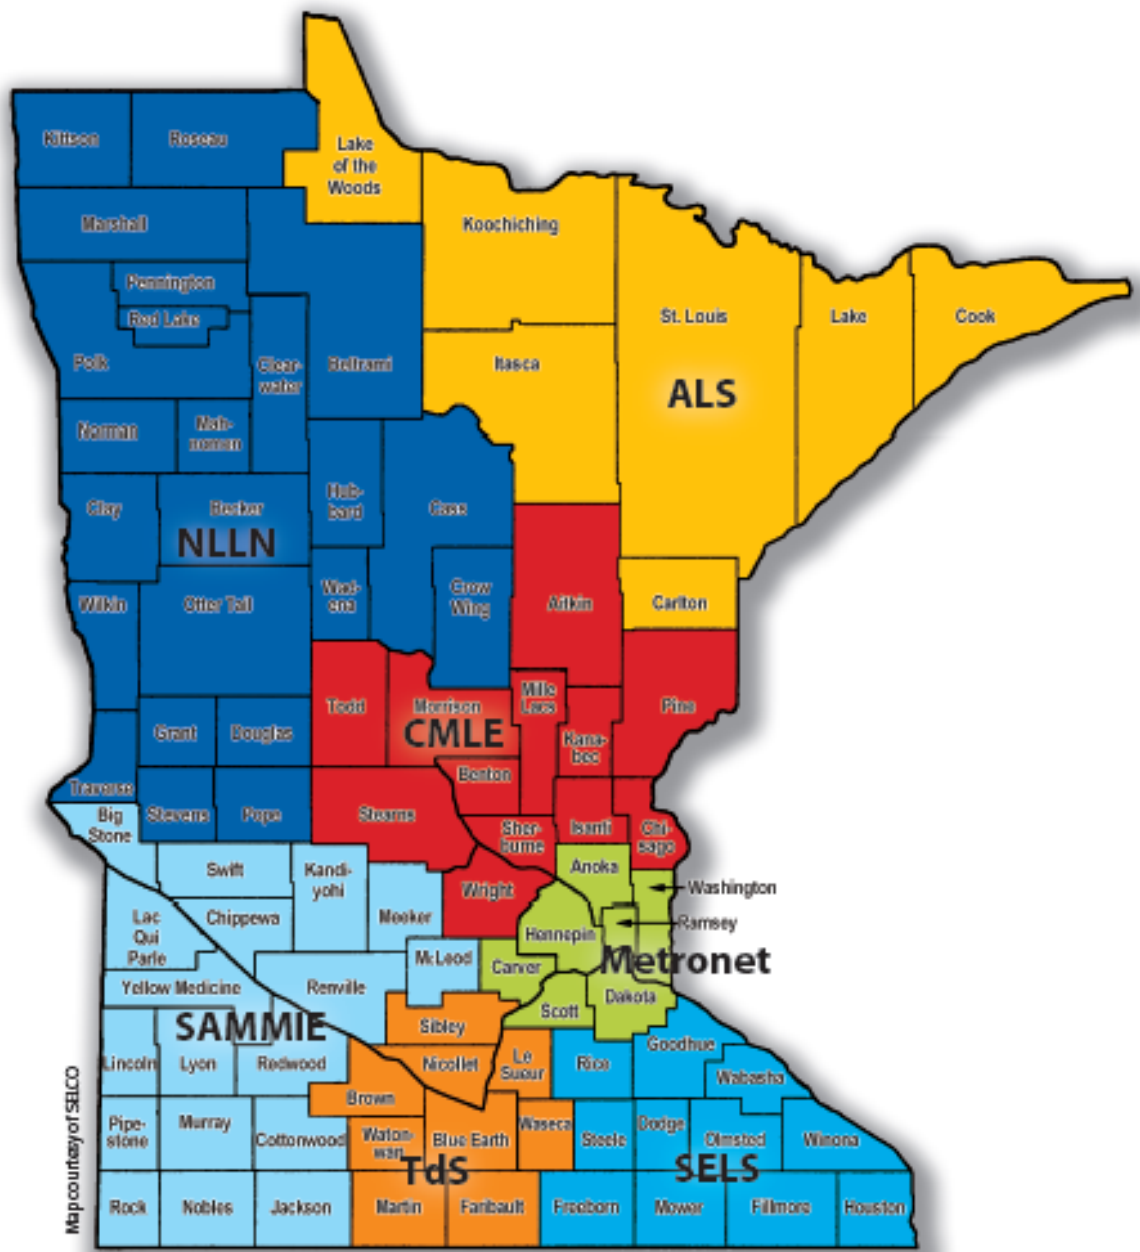 Kittson
Roseau
Lake
of the
Woods
Marshall
Koochiching
Pennington
Red Lake
St. Louis
Lake
Cook
Polk
Clear-
water
Beltrami
Itasca
ALS
Norman
Mah-
nomen
Clay
Becker
Hub-
bard
Cass
NLLN
Wilkin
Otter Tail
Wad-
ena
Crow
Wing
Aitkin
Carlton
Todd
Morrison
Mille
Lacs
Pine
CMLE
Grant
Douglas
Kana-
bec
Benton
Traverse
Big
Stone
Stevens
Pope
Stearns
Sher-
burne
Isanti
Chi-
sago
Swift
Kandi-
yohi
Anoka
Washington
Wright
Lac
Qui
Parle
Chippewa
Meeker
Ramsey
Hennepin
Metronet
McLeod
Carver
Yellow Medicine
Renville
Dakota
Scott
SAMMIE
Sibley
Lincoln
Lyon
Redwood
Nicollet
Le
Sueur
Rice
Goodhue
Wabasha
Brown
Pipe-
stone
Murray
Cottonwood
Waton-
wan
Blue Earth
Waseca
Steele
Dodge
Olmsted
Winona
TdS
SELS
Rock
Nobles
Jackson
Martin
Faribault
Freeborn
Mower
Fillmore
Houston
Map courtesy of SELCO